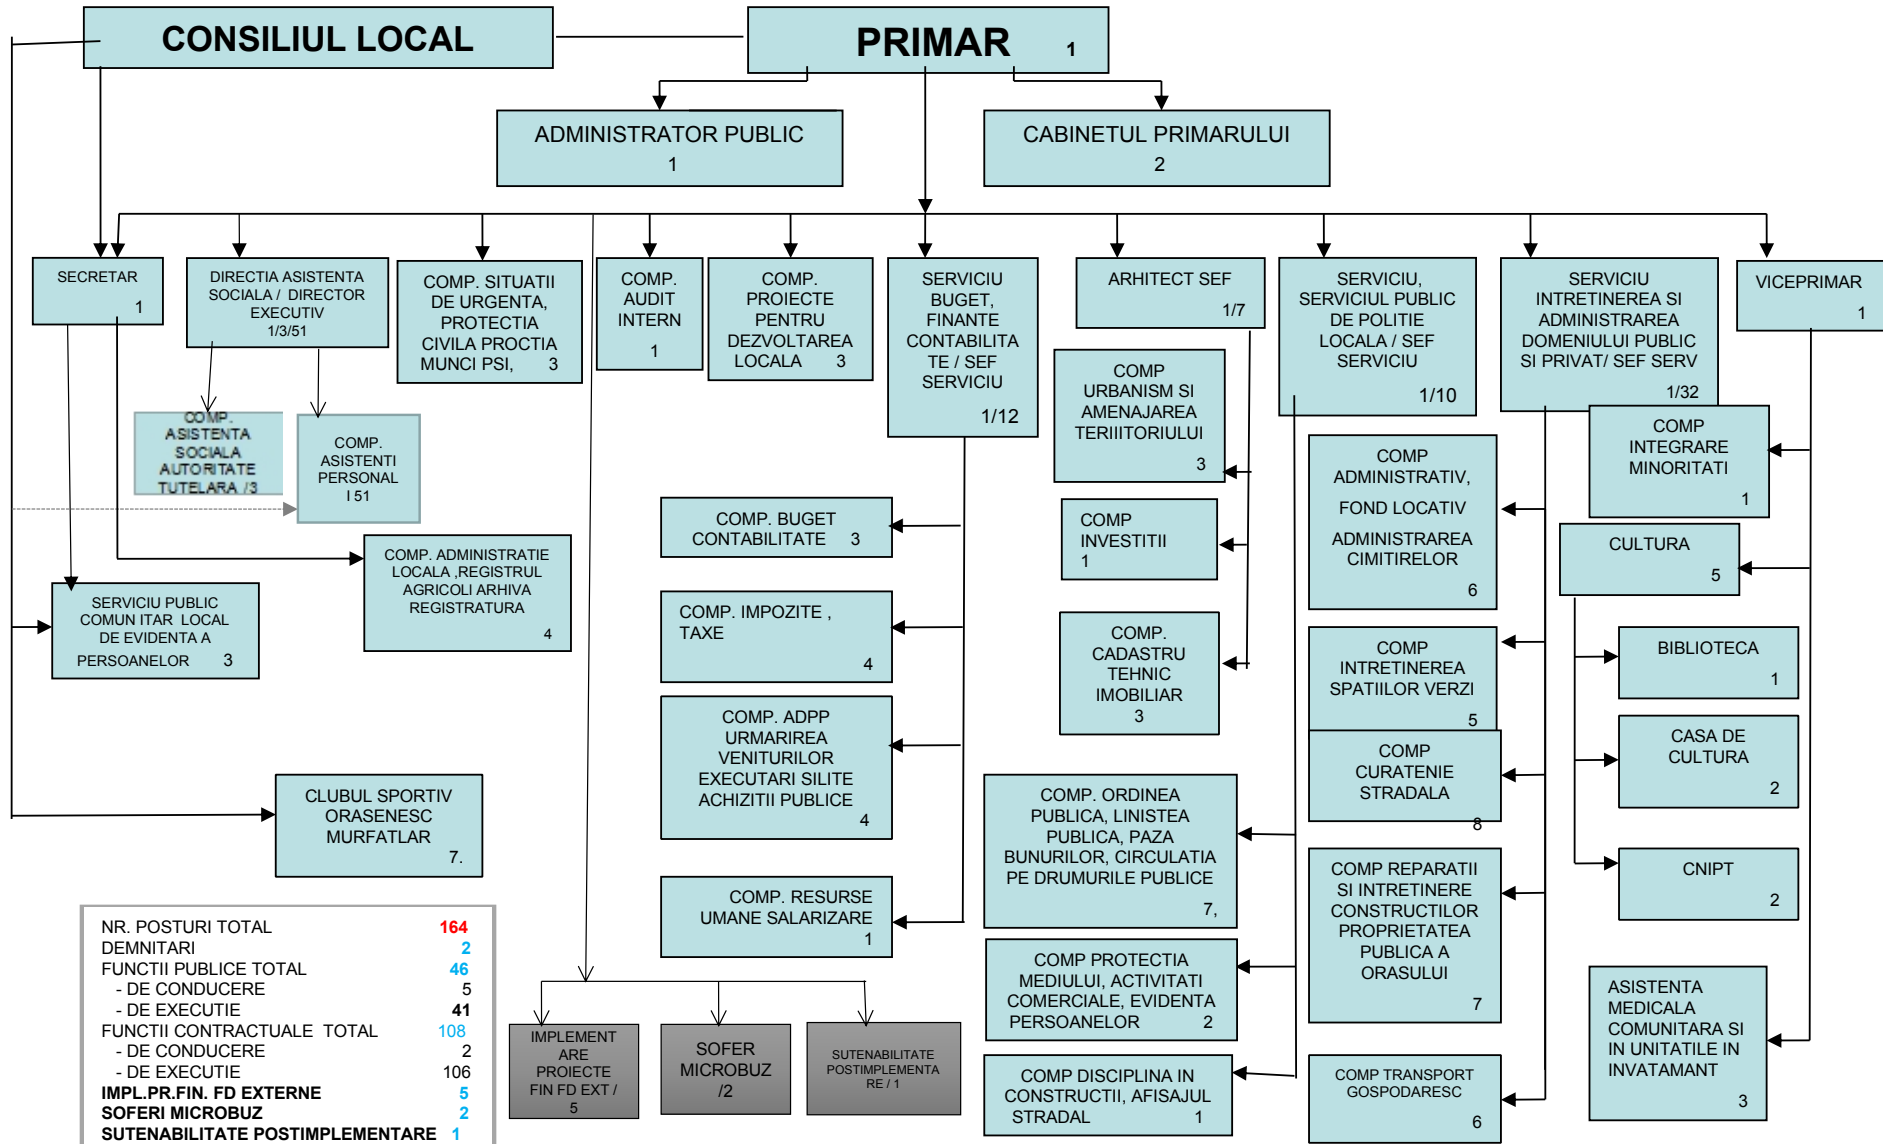 CONSILIUL LOCAL
PRIMAR 1
ADMINISTRATOR PUBLIC
1
CABINETUL PRIMARULUI
2
SECRETAR
1
DIRECTIA ASISTENTA
SOCIALA / DIRECTOR
EXECUTIV
1/3/51
COMP. SITUATII
DE URGENTA,
PROTECTIA
CIVILA PROCTIA
MUNCI PSI, 3
COMP.
AUDIT
INTERN
1
COMP.
PROIECTE
PENTRU
DEZVOLTAREA
LOCALA 3
SERVICIU
BUGET,
FINANTE
CONTABILITA
TE / SEF
SERVICIU
1/12
ARHITECT SEF
1/7
SERVICIU,
SERVICIUL PUBLIC
DE POLITIE
LOCALA / SEF
SERVICIU
1/10
SERVICIU
INTRETINEREA SI
ADMINISTRAREA
DOMENIULUI PUBLIC
SI PRIVAT/ SEF SERV
1/32
VICEPRIMAR
1
COMP.
ASISTENTA
SOCIALA
AUTORITATE
TUTELARA /3
COMP.
ASISTENTI
PERSONAL
I 51
COMP. ADMINISTRATIE
LOCALA ,REGISTRUL
AGRICOLI ARHIVA
REGISTRATURA
4
SERVICIU PUBLIC
COMUN ITAR LOCAL
DE EVIDENTA A
PERSOANELOR 3
CLUBUL SPORTIV
ORASENESC
MURFATLAR
7.
COMP. BUGET
CONTABILITATE 3
COMP. IMPOZITE ,
TAXE
4
COMP. ADPP
URMARIREA
VENITURILOR
EXECUTARI SILITE
ACHIZITII PUBLICE
4
COMP. RESURSE
UMANE SALARIZARE
1
COMP
URBANISM SI
AMENAJAREA
TERIIITORIULUI
3
COMP
INVESTITII
1
COMP.
CADASTRU
TEHNIC
IMOBILIAR
3
COMP. ORDINEA
PUBLICA, LINISTEA
PUBLICA, PAZA
BUNURILOR, CIRCULATIA
PE DRUMURILE PUBLICE
7,
COMP PROTECTIA
MEDIULUI, ACTIVITATI
COMERCIALE, EVIDENTA
PERSOANELOR 2
COMP DISCIPLINA IN
CONSTRUCTII, AFISAJUL
STRADAL 1
COMP
ADMINISTRATIV,
FOND LOCATIV
ADMINISTRAREA
CIMITIRELOR
6
COMP
INTRETINEREA
SPATIILOR VERZI
5
COMP
CURATENIE
STRADALA
8
COMP REPARATII
SI INTRETINERE
CONSTRUCTILOR
PROPRIETATEA
PUBLICA A
ORASULUI
7
COMP TRANSPORT
GOSPODARESC
6
COMP
INTEGRARE
MINORITATI
1
CULTURA
5
BIBLIOTECA
1
CASA DE
CULTURA
2
CNIPT
2
ASISTENTA
MEDICALA
COMUNITARA SI
IN UNITATILE IN
INVATAMANT
3
IMPLEMENT
ARE
PROIECTE
FIN FD EXT /
5
SOFER
MICROBUZ
/2
SUTENABILITATE
POSTIMPLEMENTA
RE / 1
NR. POSTURI TOTAL 164
DEMNITARI 2
FUNCTII PUBLICE TOTAL 46
- DE CONDUCERE 5
- DE EXECUTIE 41
FUNCTII CONTRACTUALE TOTAL 108
- DE CONDUCERE 2
- DE EXECUTIE 106
IMPL.PR.FIN. FD EXTERNE 5
SOFERI MICROBUZ 2
SUTENABILITATE POSTIMPLEMENTARE 1